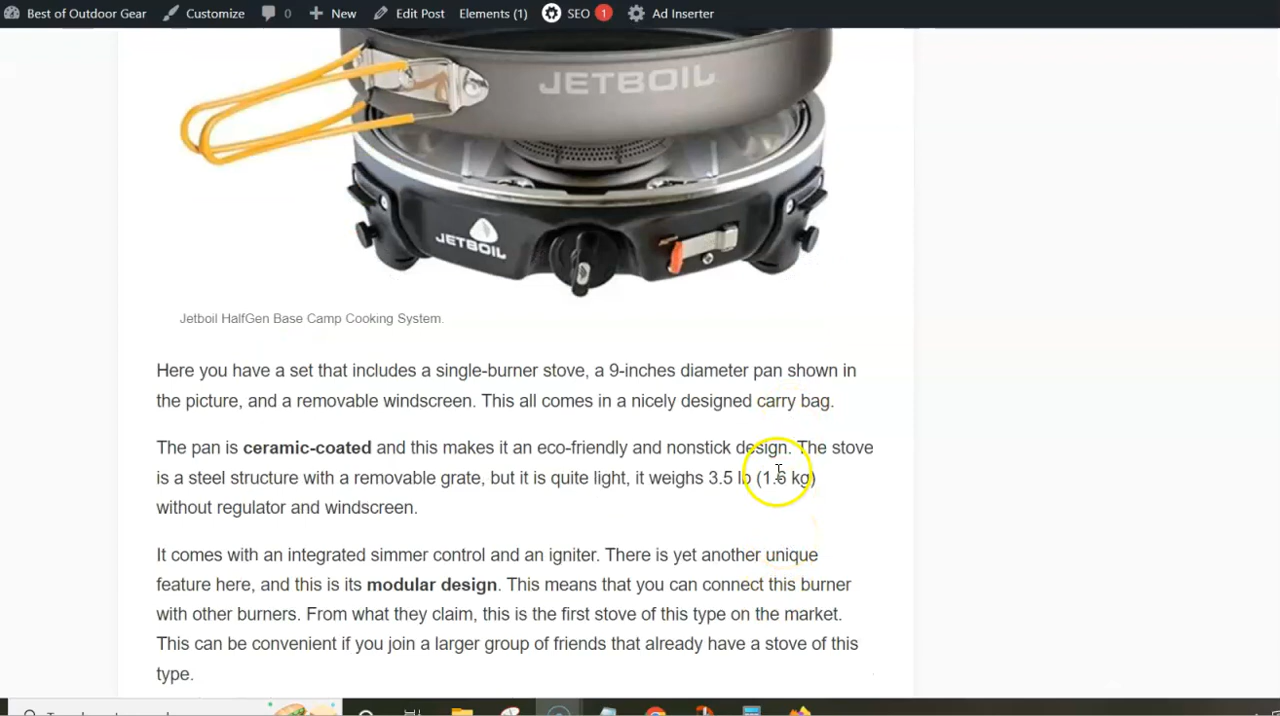 Best of Outdoor Gear Customize 0 New Edit Post Elements (1) SEO 1 Ad Inserter
JETBOIL
JETBOIL
Jetboil HalfGen Base Camp Cooking System.
Here you have a set that includes a single-burner stove, a 9-inches diameter pan shown in
the picture, and a removable windscreen. This all comes in a nicely designed carry bag.
The pan is ceramic-coated and this makes it an eco-friendly and nonstick design. The stove
is a steel structure with a removable grate, but it is quite light, it weighs 3.5 lb (1.6 kg)
without regulator and windscreen.
It comes with an integrated simmer control and an igniter. There is yet another unique
feature here, and this is its modular design. This means that you can connect this burner
with other burners. From what they claim, this is the first stove of this type on the market.
This can be convenient if you join a larger group of friends that already have a stove of this
type.